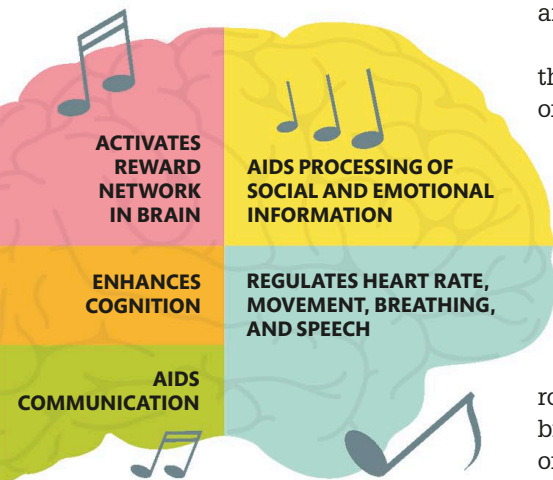 ACTIVATES
REWARD
NETWORK
IN BRAIN
AIDS PROCESSING OF
SOCIAL AND EMOTIONAL
INFORMATION
ENHANCES
COGNITION
REGULATES HEART RATE,
MOVEMENT, BREATHING,
AND SPEECH
AIDS
COMMUNICATION